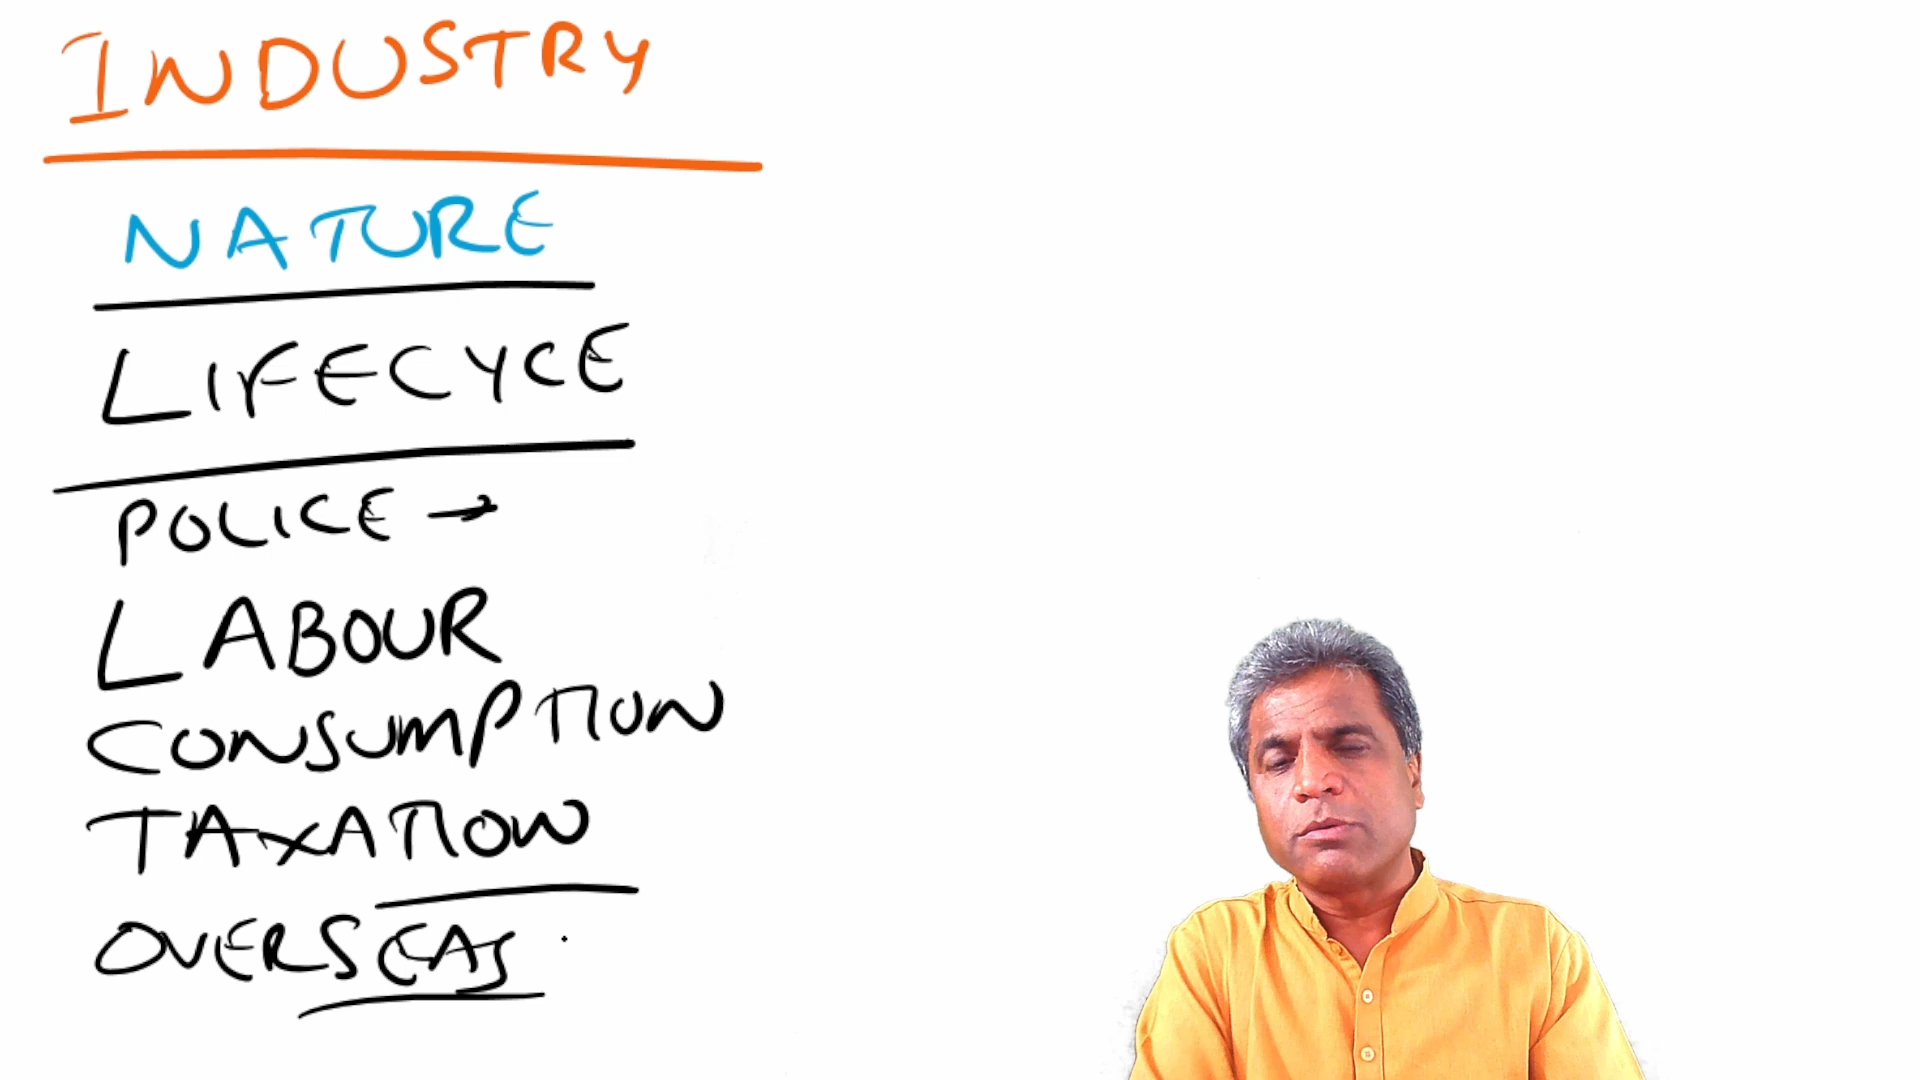 INDUSTRY
NATURE
LIFECYCE
POLICE →
LABOUR
CONSUMPTION
TAXATION
OVERSEAS